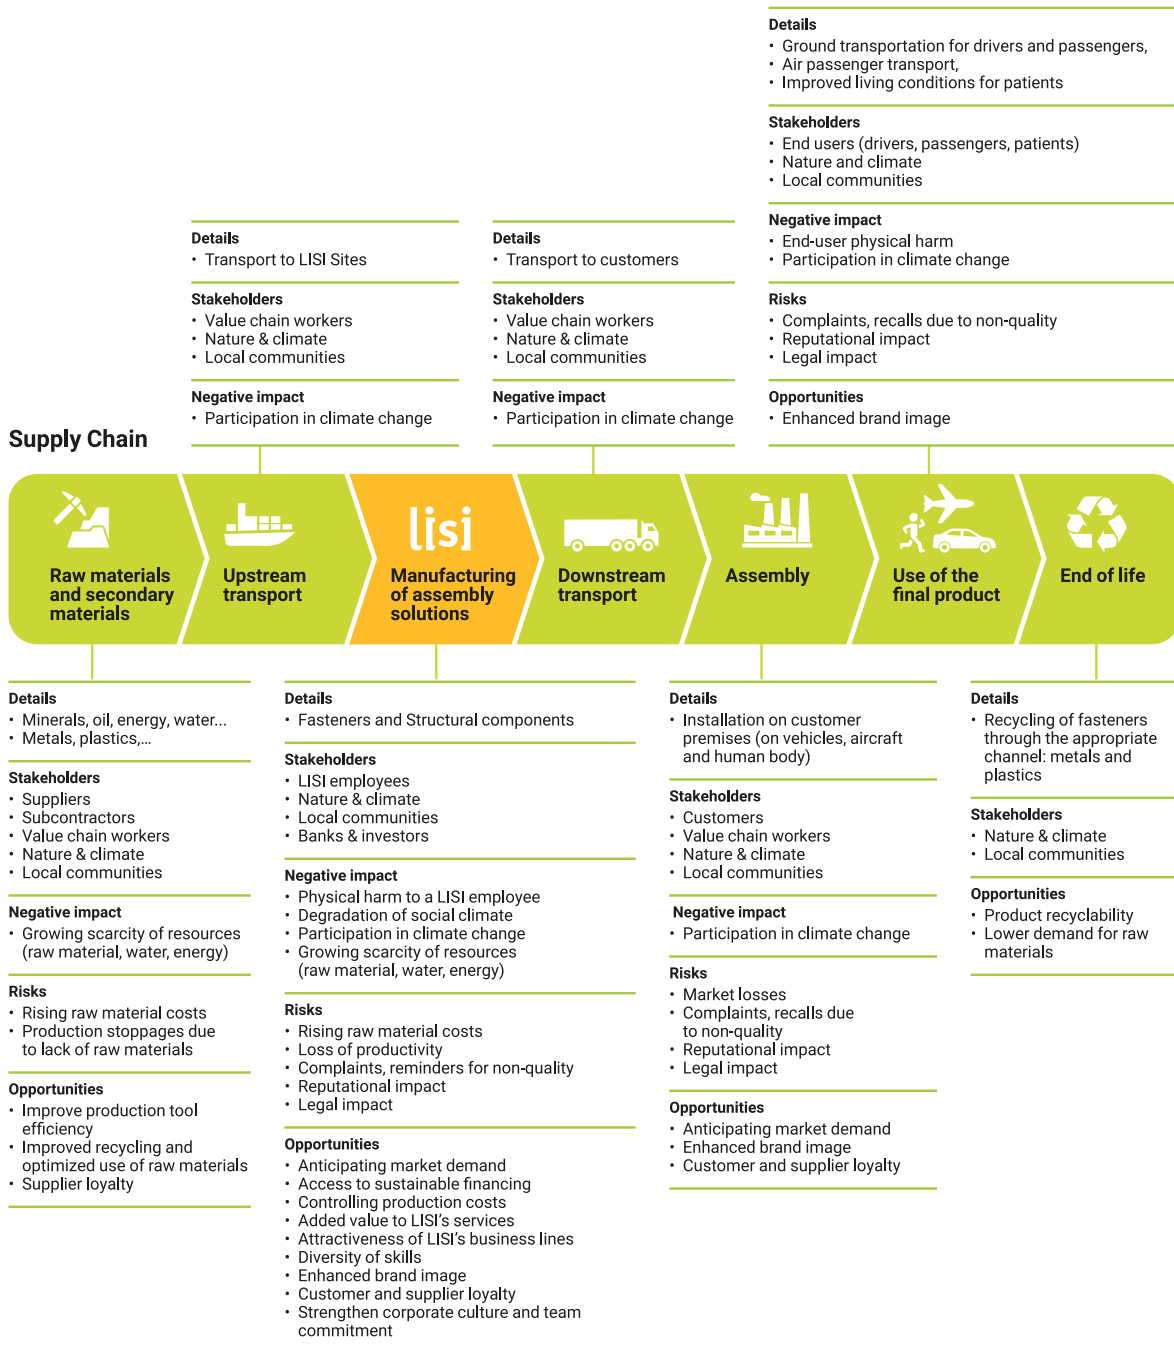 Details
• Ground transportation for drivers and passengers,
• Air passenger transport,
• Improved living conditions for patients
Stakeholders
• End users (drivers, passengers, patients)
• Nature and climate
• Local communities
Negative impact
• End-user physical harm
• Participation in climate change
Risks
• Complaints, recalls due to non-quality
• Reputational impact
• Legal impact
Opportunities
• Enhanced brand image
Details
• Transport to LISI Sites
Stakeholders
• Value chain workers
• Nature & climate
• Local communities
Negative impact
• Participation in climate change
Details
• Transport to customers
Stakeholders
• Value chain workers
• Nature & climate
• Local communities
Negative impact
• Participation in climate change
Supply Chain
Raw materials
and secondary
materials
Upstream
transport
lisi
Manufacturing
of assembly
solutions
Downstream
transport
Assembly
Use of the
final product
End of life
Details
• Minerals, oil, energy, water...
• Metals, plastics,...
Stakeholders
• Suppliers
• Subcontractors
• Value chain workers
• Nature & climate
• Local communities
Negative impact
• Growing scarcity of resources
(raw material, water, energy)
Risks
• Rising raw material costs
• Production stoppages due
to lack of raw materials
Opportunities
• Improve production tool
efficiency
• Improved recycling and
optimized use of raw materials
• Supplier loyalty
Details
• Fasteners and Structural components
Stakeholders
• LISI employees
• Nature & climate
• Local communities
• Banks & investors
Negative impact
• Physical harm to a LISI employee
• Degradation of social climate
• Participation in climate change
• Growing scarcity of resources
(raw material, water, energy)
Risks
• Rising raw material costs
• Loss of productivity
• Complaints, reminders for non-quality
• Reputational impact
• Legal impact
Opportunities
• Anticipating market demand
• Access to sustainable financing
• Controlling production costs
• Added value to LISI's services
• Attractiveness of LISI's business lines
• Diversity of skills
• Enhanced brand image
• Customer and supplier loyalty
• Strengthen corporate culture and team
commitment
Details
• Installation on customer
premises (on vehicles, aircraft
and human body)
Stakeholders
• Customers
• Value chain workers
• Nature & climate
• Local communities
Negative impact
• Participation in climate change
Risks
• Market losses
• Complaints, recalls due
to non-quality
• Reputational impact
• Legal impact
Opportunities
• Anticipating market demand
• Enhanced brand image
• Customer and supplier loyalty
Details
• Recycling of fasteners
through the appropriate
channel: metals and
plastics
Stakeholders
• Nature & climate
• Local communities
Opportunities
• Product recyclability
• Lower demand for raw
materials